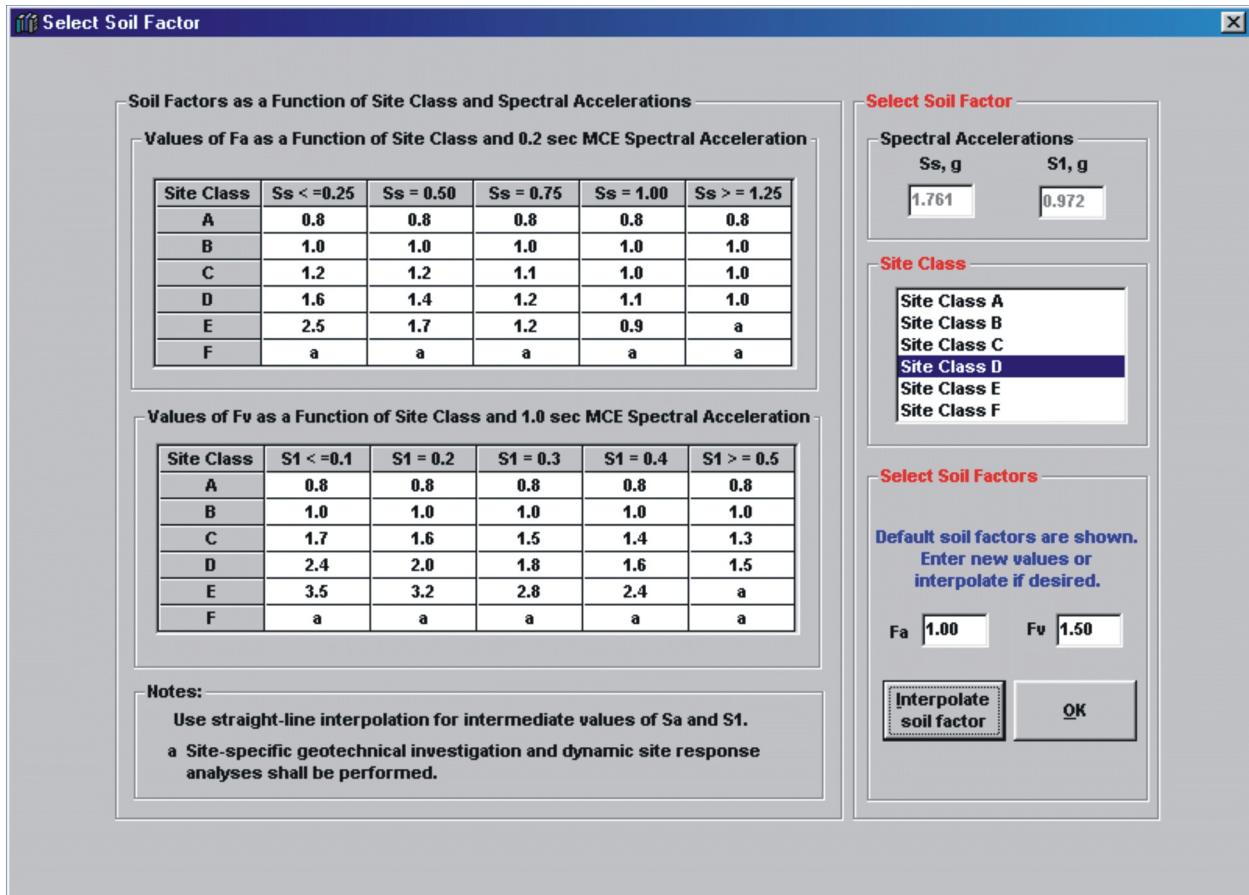 Select Soil Factor
Soil Factors as a Function of Site Class and Spectral Accelerations
Values of Fa as a Function of Site Class and 0.2 sec MCE Spectral Acceleration
Site Class Ss < =0.25 Ss = 0.50 Ss = 0.75 Ss = 1.00 Ss > = 1.25
A 0.8 0.8 0.8 0.8 0.8
B 1.0 1.0 1.0 1.0 1.0
C 1.2 1.2 1.1 1.0 1.0
D 1.6 1.4 1.2 1.1 1.0
E 2.5 1.7 1.2 0.9 a
F a a a a a
Values of Fv as a Function of Site Class and 1.0 sec MCE Spectral Acceleration
Site Class S1 < =0.1 S1 = 0.2 S1 = 0.3 S1 = 0.4 S1 > = 0.5
A 0.8 0.8 0.8 0.8 0.8
B 1.0 1.0 1.0 1.0 1.0
C 1.7 1.6 1.5 1.4 1.3
D 2.4 2.0 1.8 1.6 1.5
E 3.5 3.2 2.8 2.4 a
F a a a a a
Notes:
Use straight-line interpolation for intermediate values of Sa and S1.
a Site-specific geotechnical investigation and dynamic site response
analyses shall be performed.
Select Soil Factor
Spectral Accelerations
Ss, g S1, g
1.761 0.972
Site Class
Site Class A
Site Class B
Site Class C
Site Class D
Site Class E
Site Class F
Select Soil Factors
Default soil factors are shown.
Enter new values or
interpolate if desired.
Fa 1.00 Fv 1.50
Interpolate
soil factor
OK